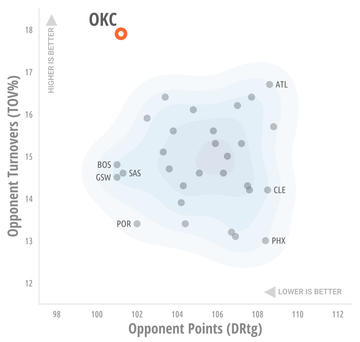 OKC
18
17
16
15
14
13
12
HIGHER IS BETTER
Opponent Turnovers (TOV%)
ATL
BOS
GSW
SAS
CLE
POR
PHX
LOWER IS BETTER
98 100 102 104 106 108 110 112
Opponent Points (DRtg)